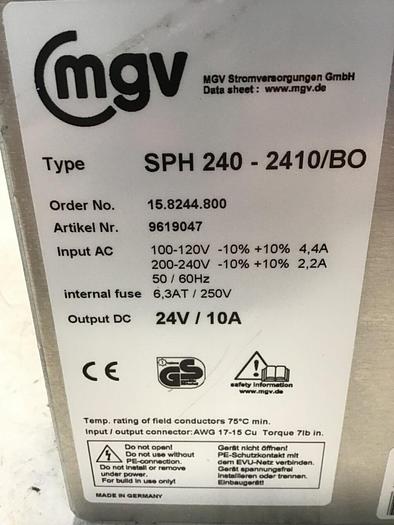 mgv
MGV Stromversorgungen GmbH
Data sheet : www.mgv.de
Type SPH 240 - 2410/BO
Order No. 15.8244.800
Artikel Nr. 9619047
Input AC 100-120V -10% +10% 4,4A
200-240V -10% +10% 2,2A
50 / 60Hz
internal fuse 6,3AT / 250V
Output DC 24V / 10A
CE
geprüfte Sicherheit
GS
safety information
www.mgv.de
Temp. rating of field conductors 75°C min.
Input / output connector:AWG 17-15 Cu Torque 7lb in.
Do not open!
Do not use without
PE-connection.
Do not install or remove
under power.
For build in use only!
Gerät nicht öffnen!
PE-Schutzkontakt mit
dem EVU-Netz verbinden.
Gerät spannungsfrei
installieren oder trennen.
Einbaugerät!
MADE IN GERMANY